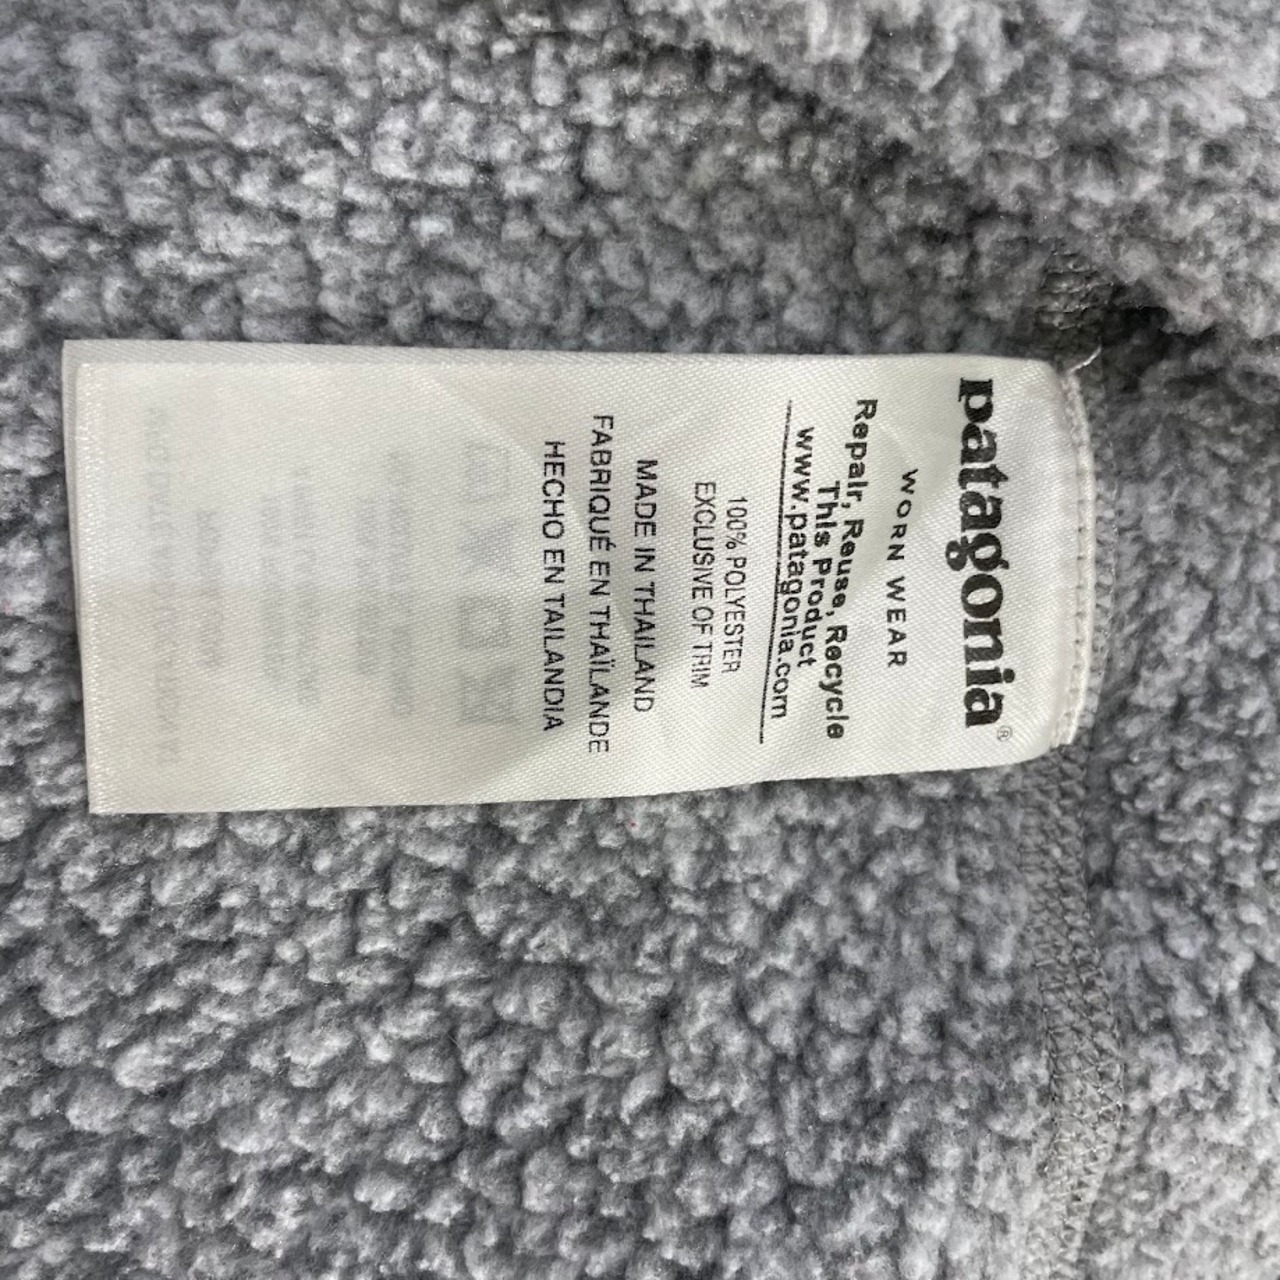 patagonia®
WORN WEAR
Repair, Reuse, Recycle
This Product
www.patagonia.com
100% POLYESTER
EXCLUSIVE OF TRIM
MADE IN THAILAND
FABRIQUÉ EN THAÏLANDE
HECHO EN TAILANDIA